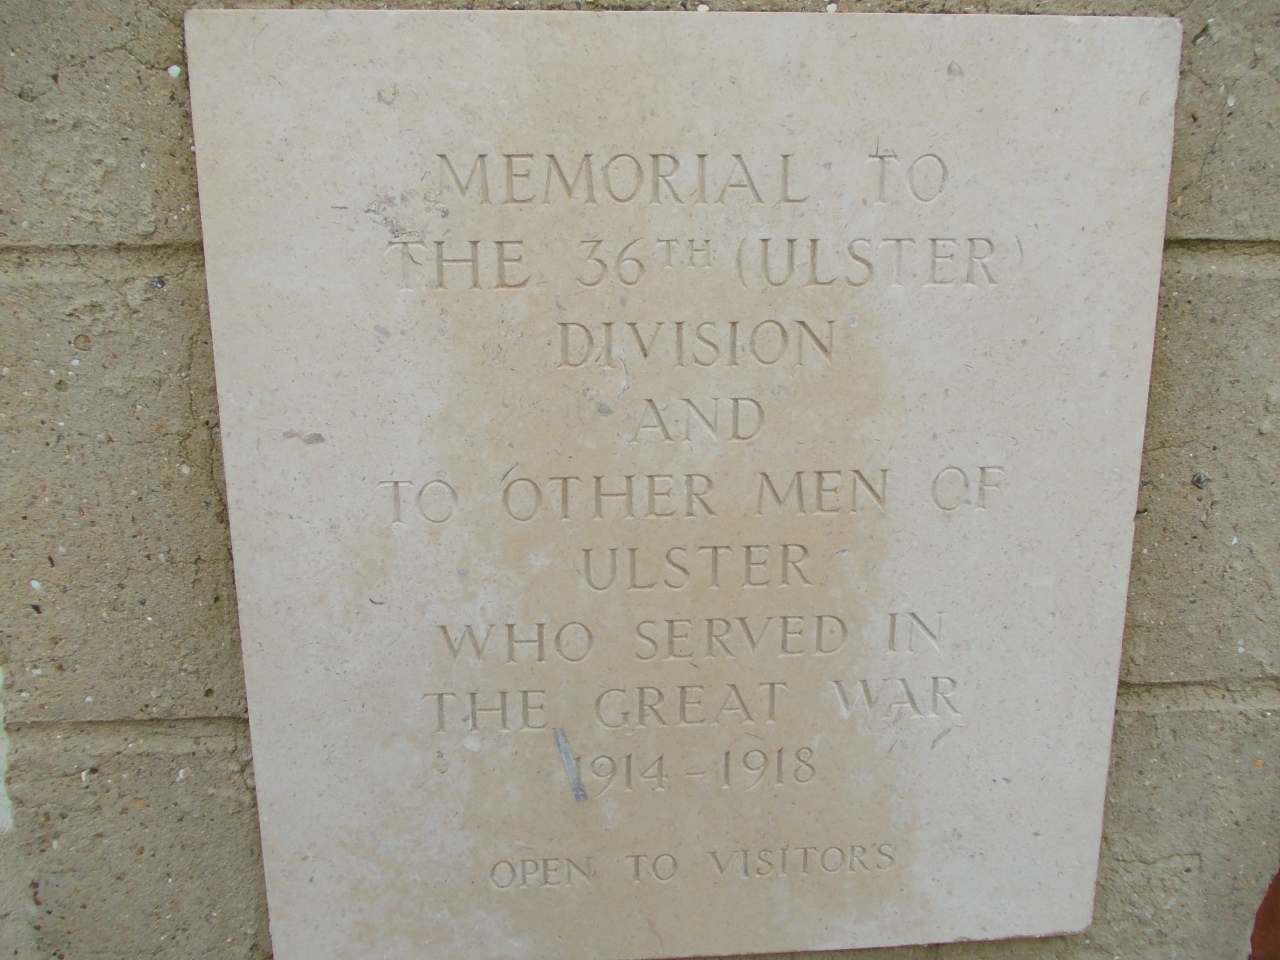 MEMORIAL TO
THE 36TH (ULSTER)
DIVISION
AND
TO OTHER MEN OF
ULSTER
WHO SERVED IN
THE GREAT WAR
1914 - 1918
OPEN TO VISITORS